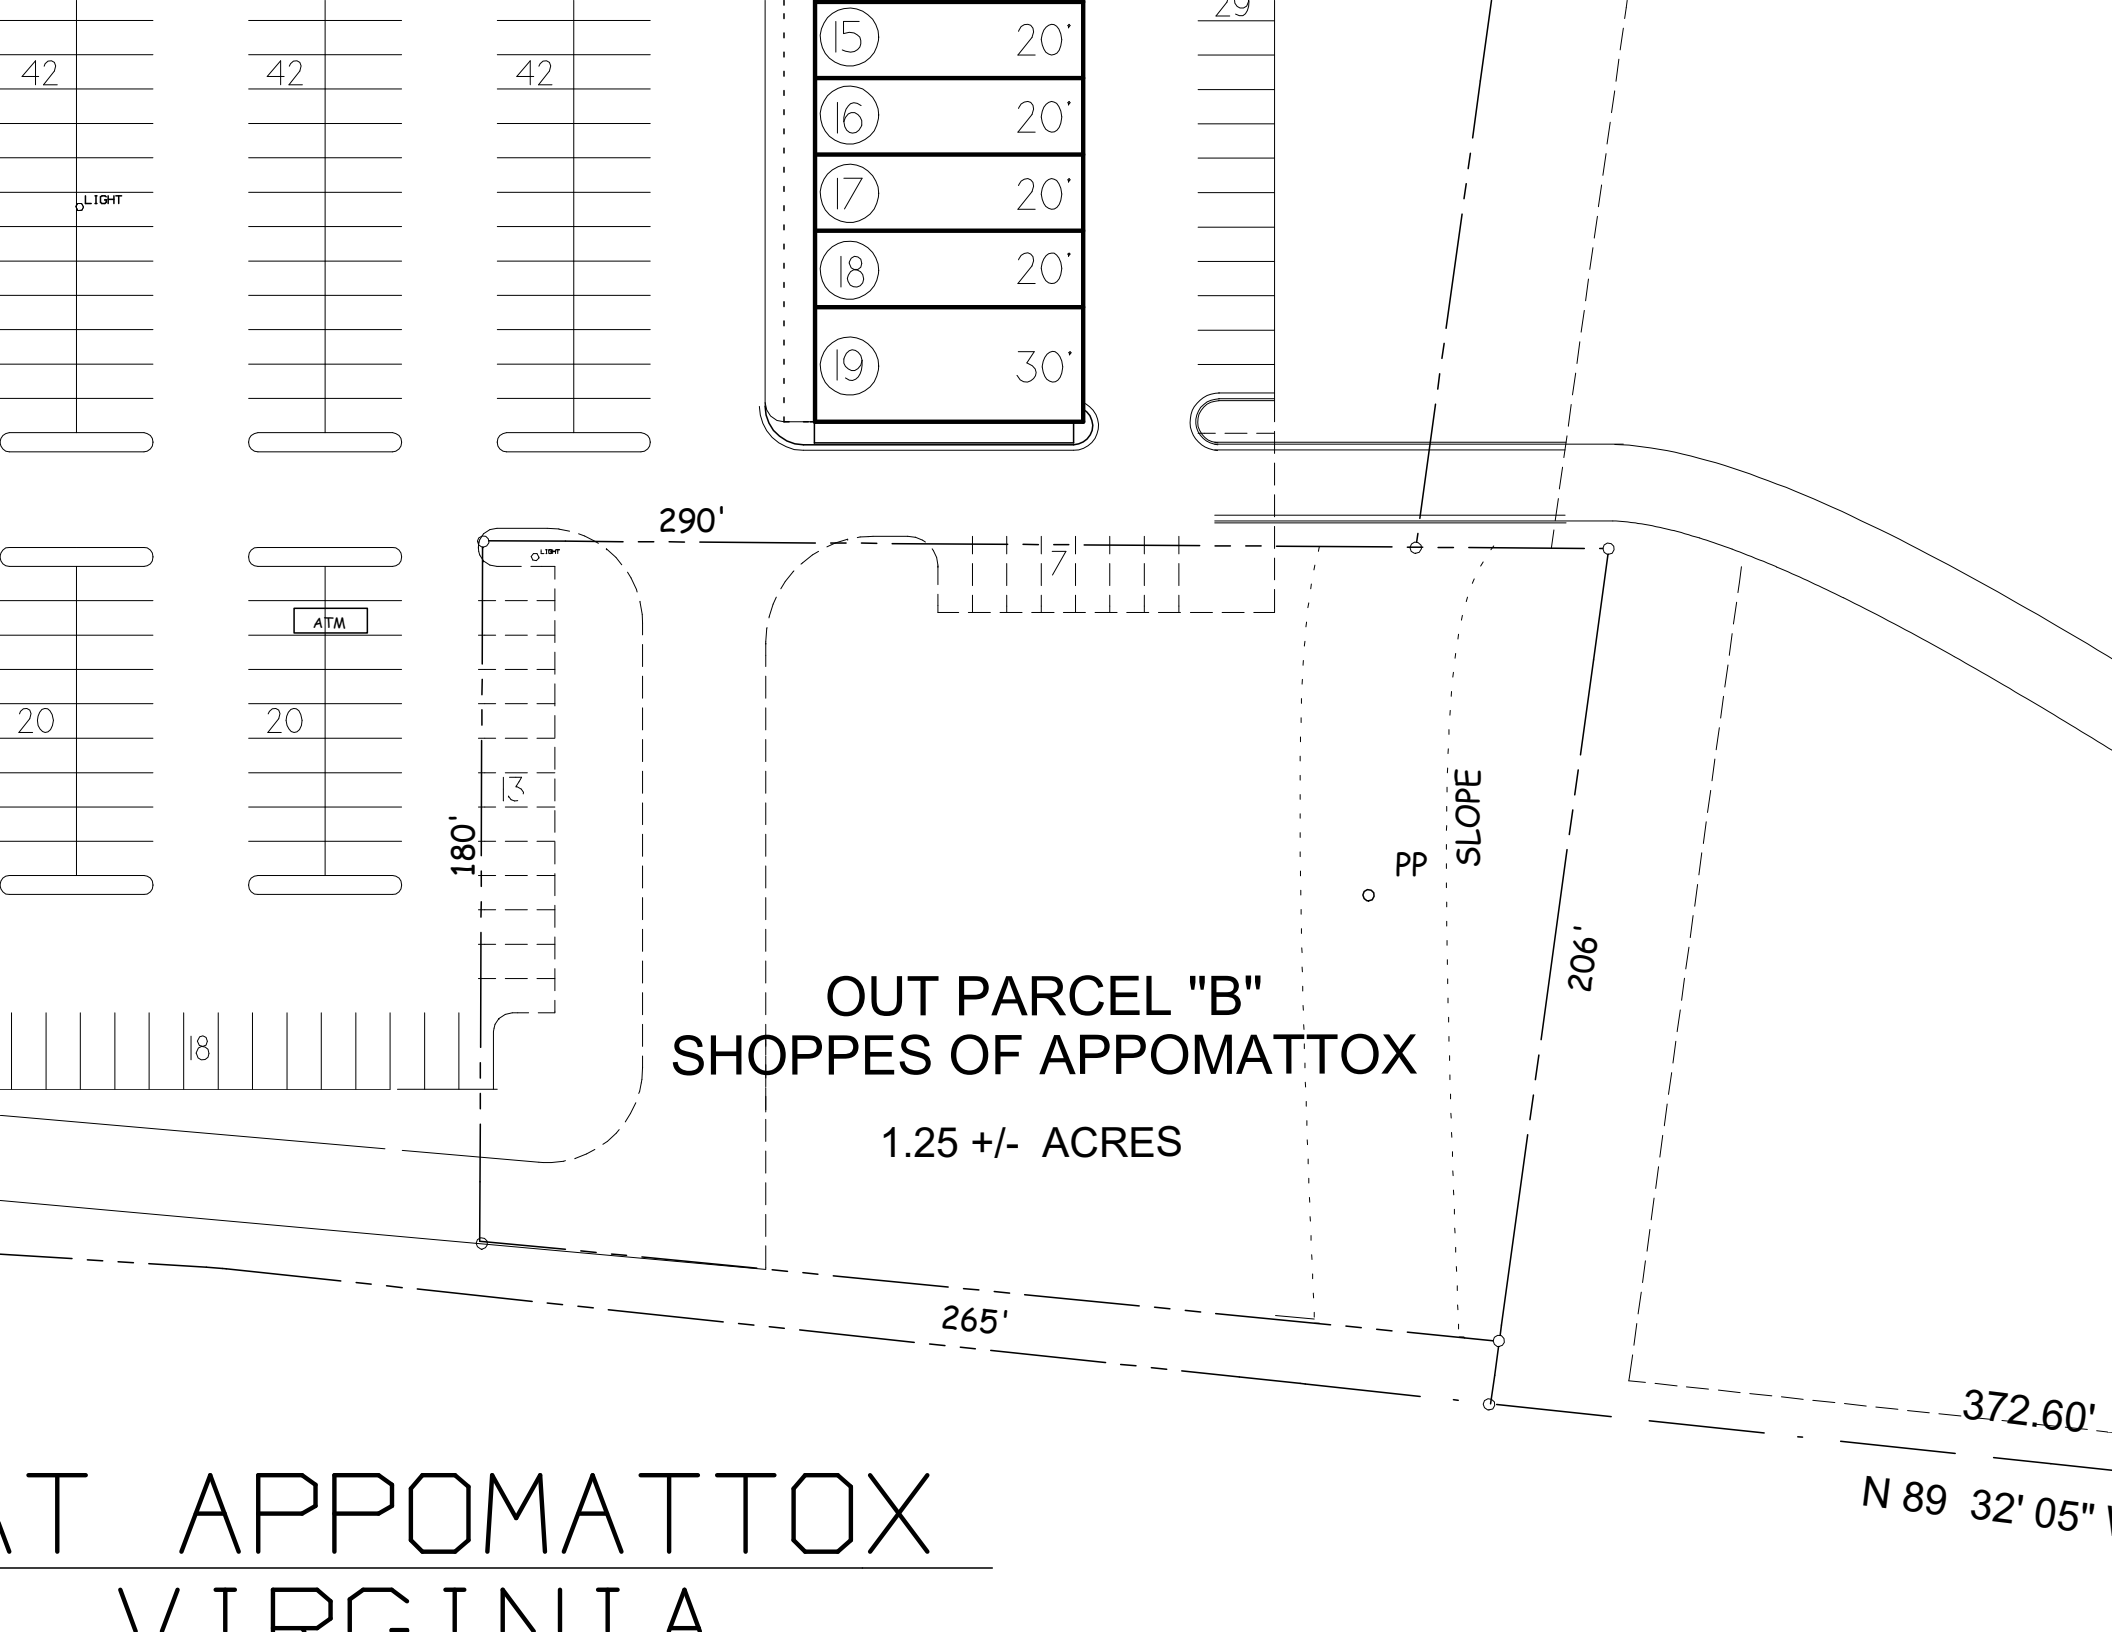 29
15 20'
42 42 42
16 20'
17 20'
LIGHT
18 20'
19 30'
290'
LIGHT
7
ATM
20 20
13
180'
SLOPE
PP
206'
OUT PARCEL "B"
SHOPPES OF APPOMATTOX
18
1.25 +/- ACRES
265'
372.60'
N 89 32' 05"
AT APPOMATTOX
VIRGINIA